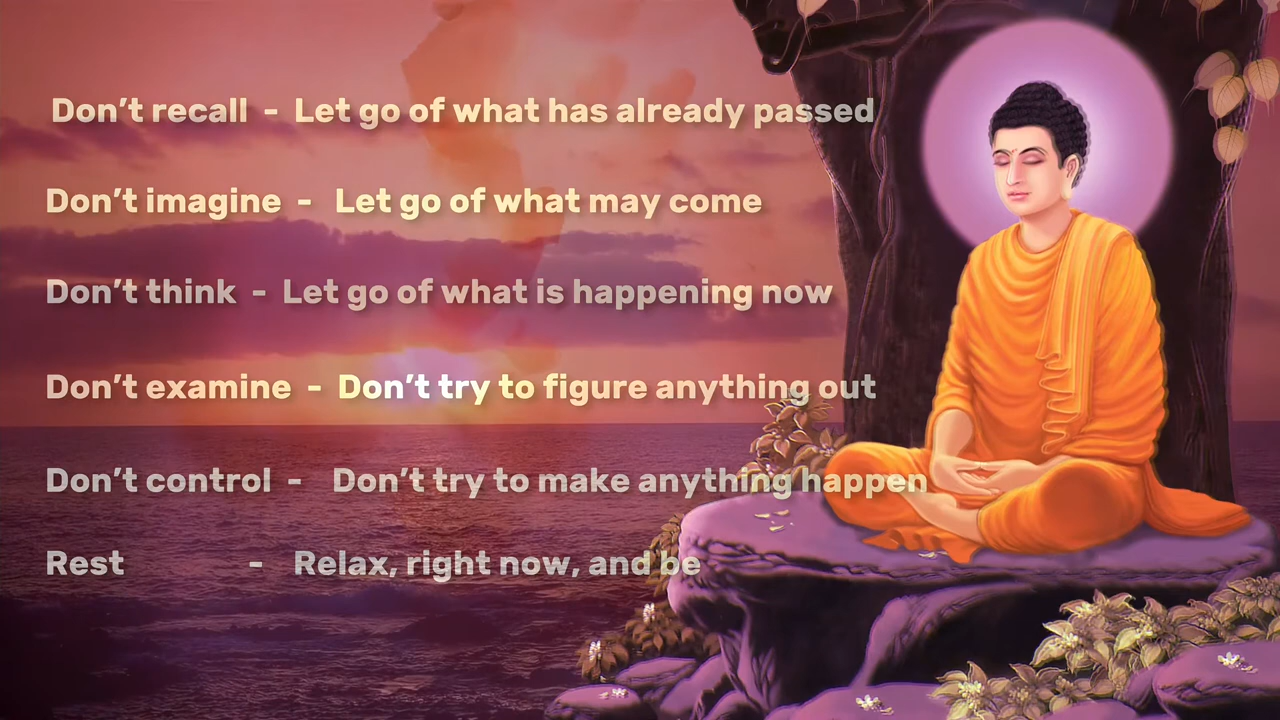 Don’t recall - Let go of what has already passed
Don’t imagine - Let go of what may come
Don’t think - Let go of what is happening now
Don’t examine - Don’t try to figure anything out
Don’t control - Don’t try to make anything happen
Rest - Relax, right now, and be